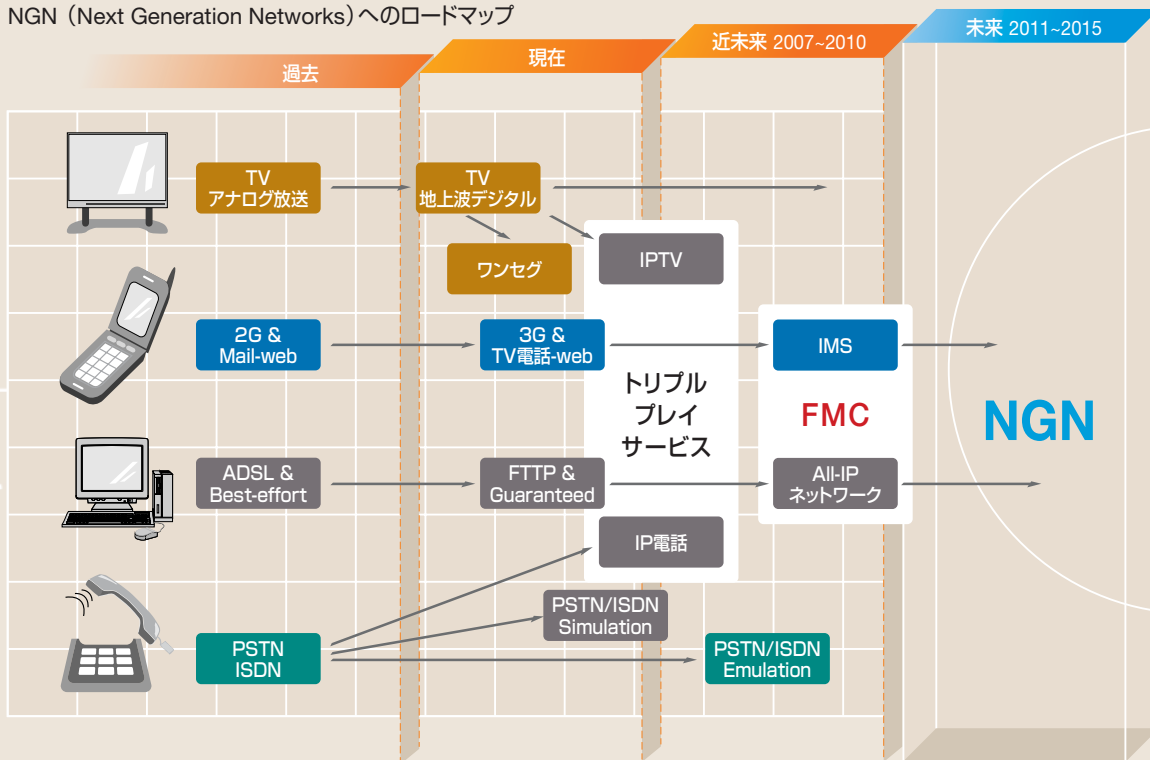 NGN（Next Generation Networks）へのロードマップ
過去
現在
近未来 2007~2010
未来 2011~2015
TV
アナログ放送
TV
地上波デジタル
ワンセグ
IPTV
2G &
Mail-web
3G &
TV電話-web
IMS
トリプル
プレイ
サービス
FMC
NGN
ADSL &
Best-effort
FTTP &
Guaranteed
All-IP
ネットワーク
IP電話
PSTN/ISDN
Simulation
PSTN
ISDN
PSTN/ISDN
Emulation